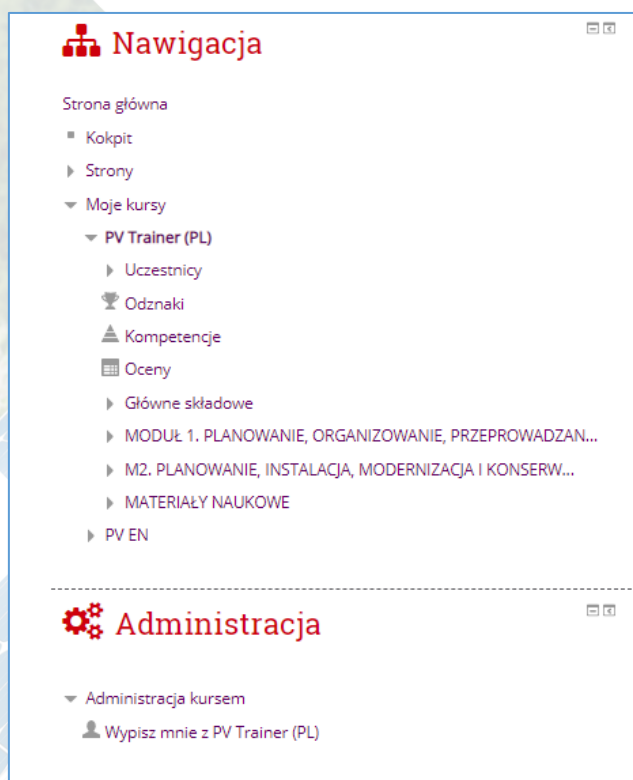 Nawigacja
Strona główna
Kokpit
Strony
Moje kursy
PV Trainer (PL)
Uczestnicy
Odznaki
Kompetencje
Oceny
Główne składowe
MODUŁ 1. PLANOWANIE, ORGANIZOWANIE, PRZEPROWADZAN...
M2. PLANOWANIE, INSTALACJA, MODERNIZACJA I KONSERW...
MATERIAŁY NAUKOWE
PV EN
Administracja
Administracja kursem
Wypisz mnie z PV Trainer (PL)